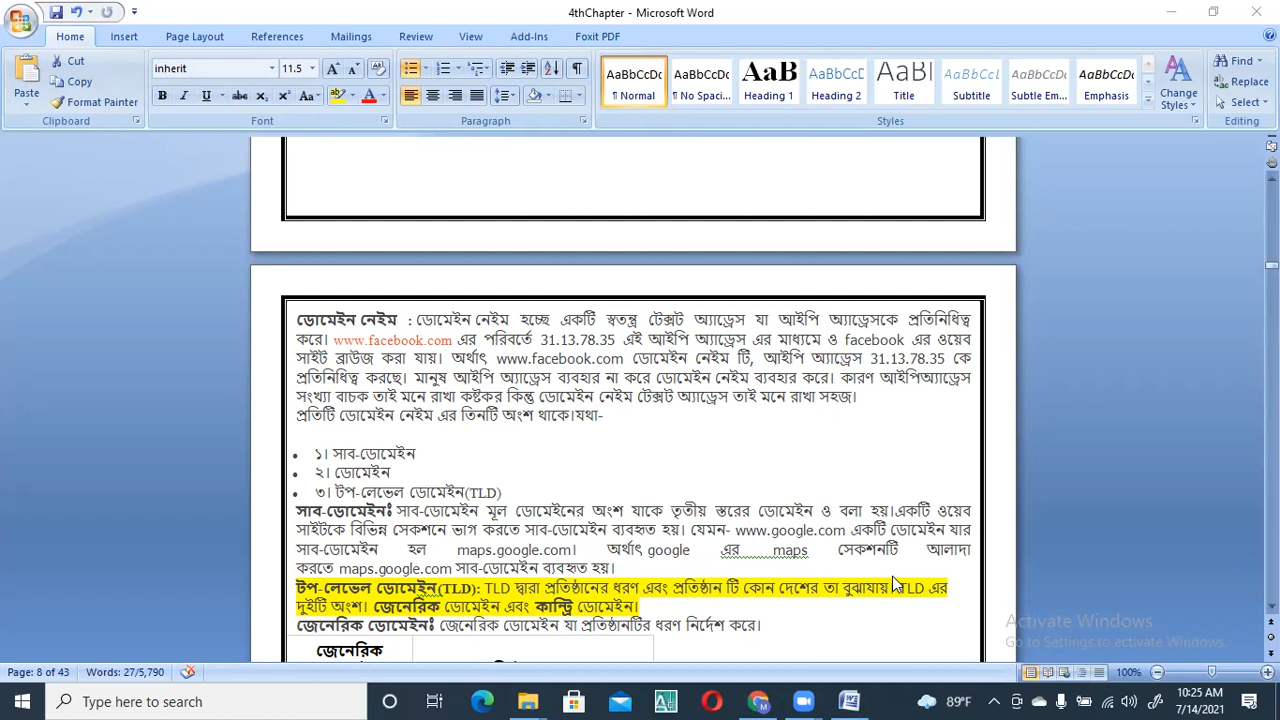 4thChapter - Microsoft Word
Home Insert Page Layout References Mailings Review View Add-Ins Foxit PDF
Paste
Cut
Copy
Format Painter
Clipboard
inherit 11.5
Font
Paragraph
AaBbCcDc AaBbCcDc AaB AaBbCc AaB AaBbCcL AaBbCcDc AaBbCcDc
¶ Normal ¶ No Spaci... Heading 1 Heading 2 Title Subtitle Subtle Em... Emphasis
Change Styles
Styles
Find
Replace
Select
Editing
ডোমেইন নেইম : ডোমেইন নেইম হচ্ছে একটি স্বতন্ত্র টেক্সট অ্যাড্রেস যা আইপি অ্যাড্রেসকে প্রতিনিধিত্ব
করে। www.facebook.com এর পরিবর্তে 31.13.78.35 এই আইপি অ্যাড্রেস এর মাধ্যমে ও facebook এর ওয়েব
সাইট ব্রাউজ করা যায়। অর্থাৎ www.facebook.com ডোমেইন নেইম টি, আইপি অ্যাড্রেস 31.13.78.35 কে
প্রতিনিধিত্ব করছে। মানুষ আইপি অ্যাড্রেস ব্যবহার না করে ডোমেইন নেইম ব্যবহার করে। কারণ আইপিঅ্যাড্রেস
সংখ্যা বাচক তাই মনে রাখা কষ্টকর কিন্তু ডোমেইন নেইম টেক্সট অ্যাড্রেস তাই মনে রাখা সহজ।
প্রতিটি ডোমেইন নেইম এর তিনটি অংশ থাকে।যথা-
• ১। সাব-ডোমেইন
• ২। ডোমেইন
• ৩। টপ-লেভেল ডোমেইন(TLD)
সাব-ডোমেইনঃ সাব-ডোমেইন মূল ডোমেইনের অংশ যাকে তৃতীয় স্তরের ডোমেইন ও বলা হয়।একটি ওয়েব
সাইটকে বিভিন্ন সেকশনে ভাগ করতে সাব-ডোমেইন ব্যবহৃত হয়। যেমন- www.google.com একটি ডোমেইন যার
সাব-ডোমেইন হল maps.google.com। অর্থাৎ google এর maps সেকশনটি আলাদা
করতে maps.google.com সাব-ডোমেইন ব্যবহৃত হয়।
টপ-লেভেল ডোমেইন(TLD): TLD দ্বারা প্রতিষ্ঠানের ধরণ এবং প্রতিষ্ঠান টি কোন দেশের তা বুঝাযায় TLD এর
দুইটি অংশ। জেনেরিক ডোমেইন এবং কান্ট্রি ডোমেইন।
জেনেরিক ডোমেইনঃ জেনেরিক ডোমেইন যা প্রতিষ্ঠানটির ধরণ নির্দেশ করে।
জেনেরিক
Activate Windows
Go to Settings to activate Windows.
Page: 8 of 43 Words: 27/5,790 100%
Type here to search
89°F
10:25 AM
7/14/2021